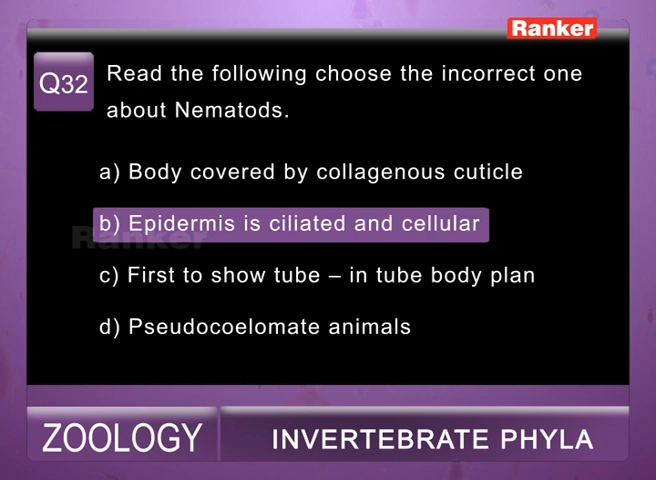 Ranker
Q32
Read the following choose the incorrect one
about Nematods.
a) Body covered by collagenous cuticle
b) Epidermis is ciliated and cellular
Ranker
c) First to show tube – in tube body plan
d) Pseudocoelomate animals
ZOOLOGY
INVERTEBRATE PHYLA